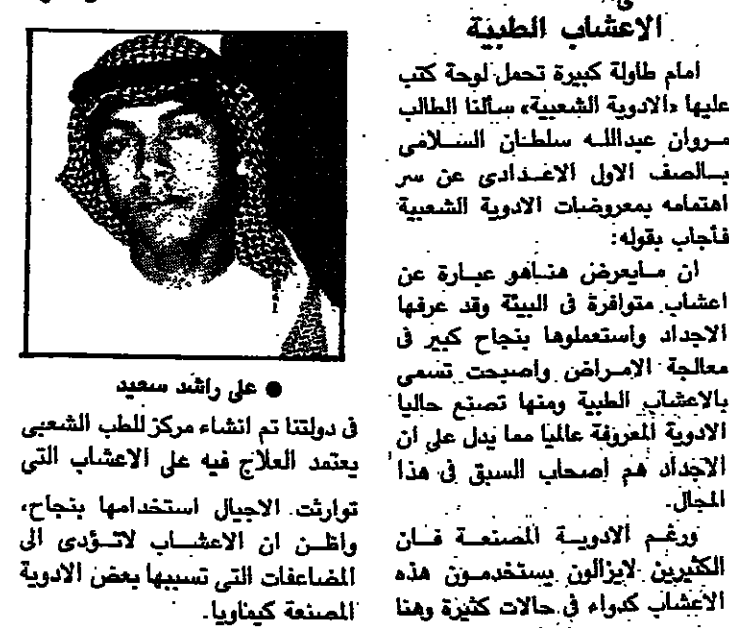 الاعشاب الطبية
امام طاولة كبيرة تحمل لوحة كتب
عليها «الادوية الشعبية» سألنا الطالب
مروان عبدالله سلطان السلامى
بالصف الاول الاعدادى عن سر
اهتمامه بمعروضات الادوية الشعبية
فأجاب بقوله:
ان مايعرض هناهو عبارة عن
اعشاب متوافرة فى البيئة وقد عرفها
الاجداد واستعملوها بنجاح كبير فى
معالجة الامراض واصبحت تسمى
بالاعشاب الطبية ومنها تصنع حاليا
الادوية المعروفة عالميا مما يدل على ان
الاجداد هم اصحاب السبق فى هذا
المجال.
ورغم الادوية المصنعة فان
الكثيرين لايزالون يستخدمون هذه
الاعشاب كدواء فى حالات كثيرة وهنا
● على راشد سعيد
فى دولتنا تم انشاء مركز للطب الشعبى
يعتمد العلاج فيه على الاعشاب التى
توارثت الاجيال استخدامها بنجاح،
واظن ان الاعشاب لاتؤدى الى
المضاعفات التى تسببها بعض الادوية
المصنعة كيماويا.